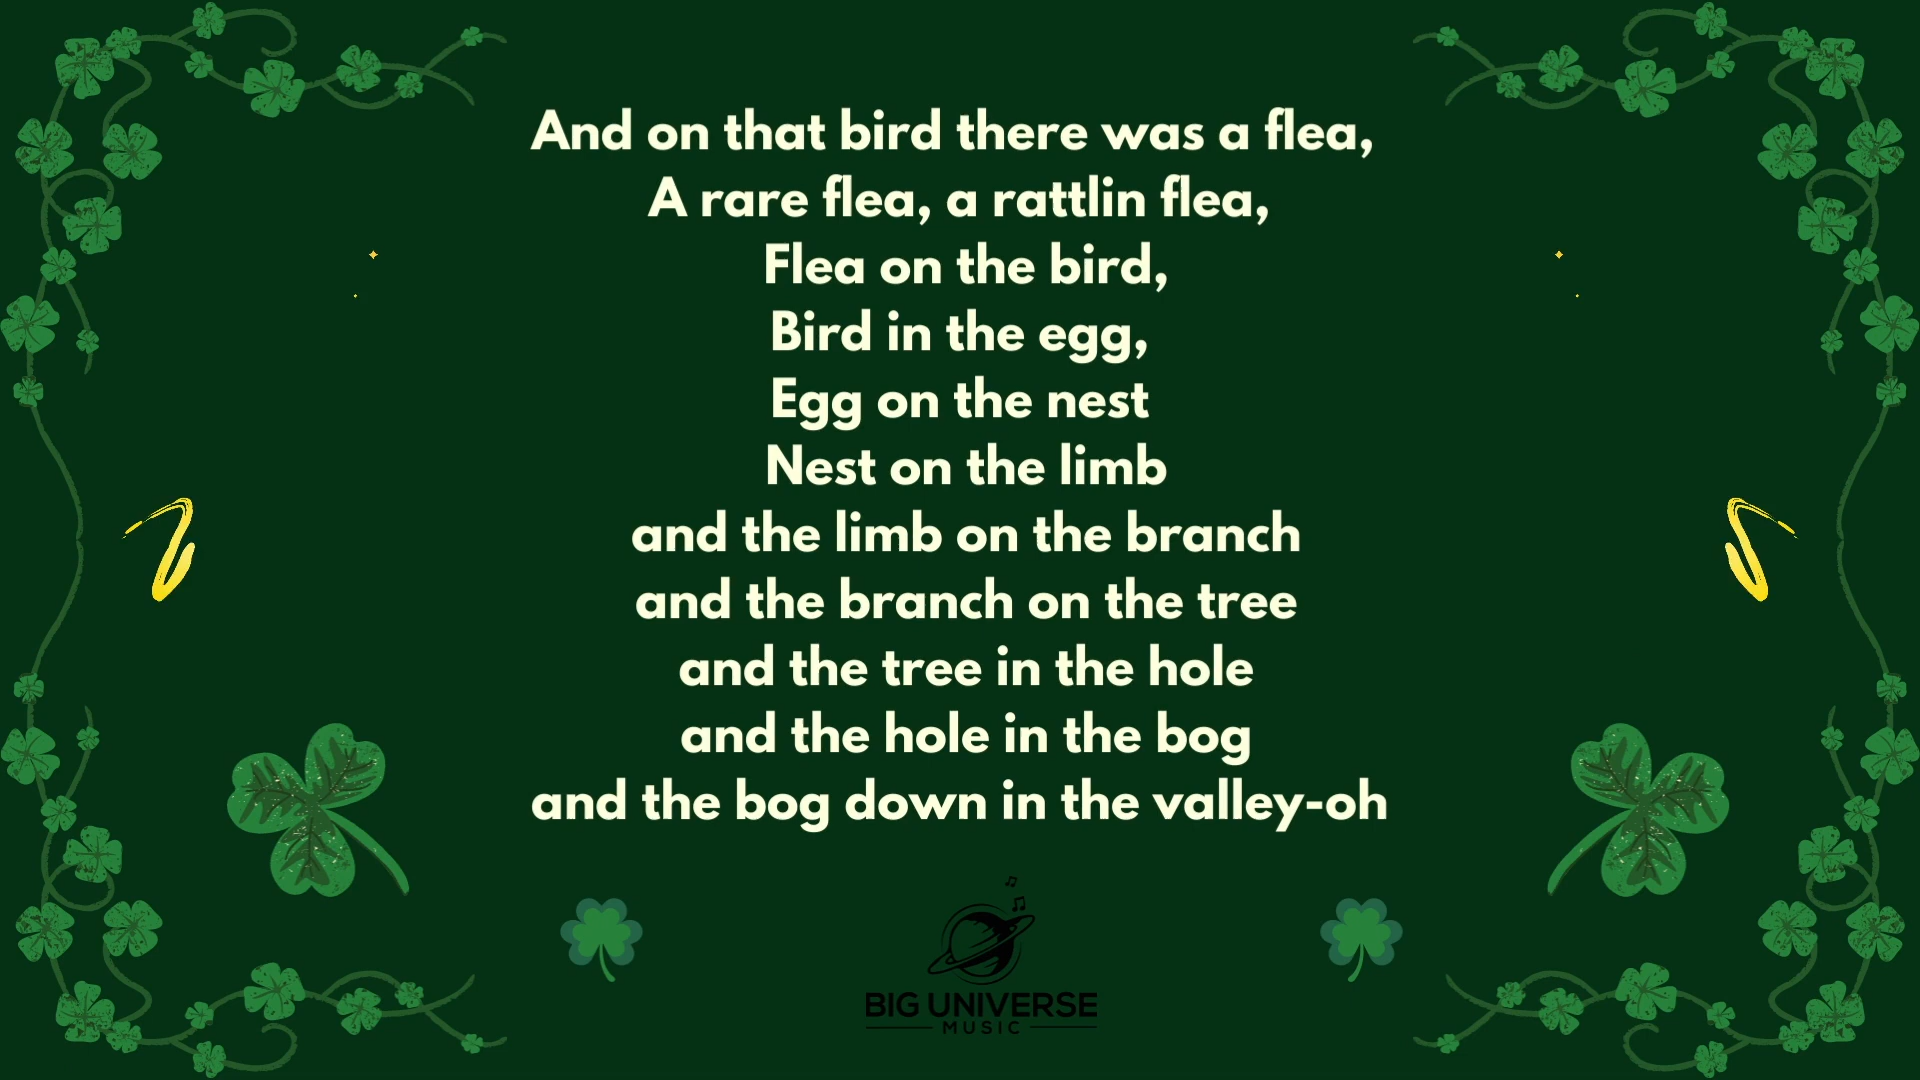 And on that bird there was a flea,
A rare flea, a rattlin flea,
Flea on the bird,
Bird in the egg,
Egg on the nest
Nest on the limb
and the limb on the branch
and the branch on the tree
and the tree in the hole
and the hole in the bog
and the bog down in the valley-oh
BIG UNIVERSE
MUSIC